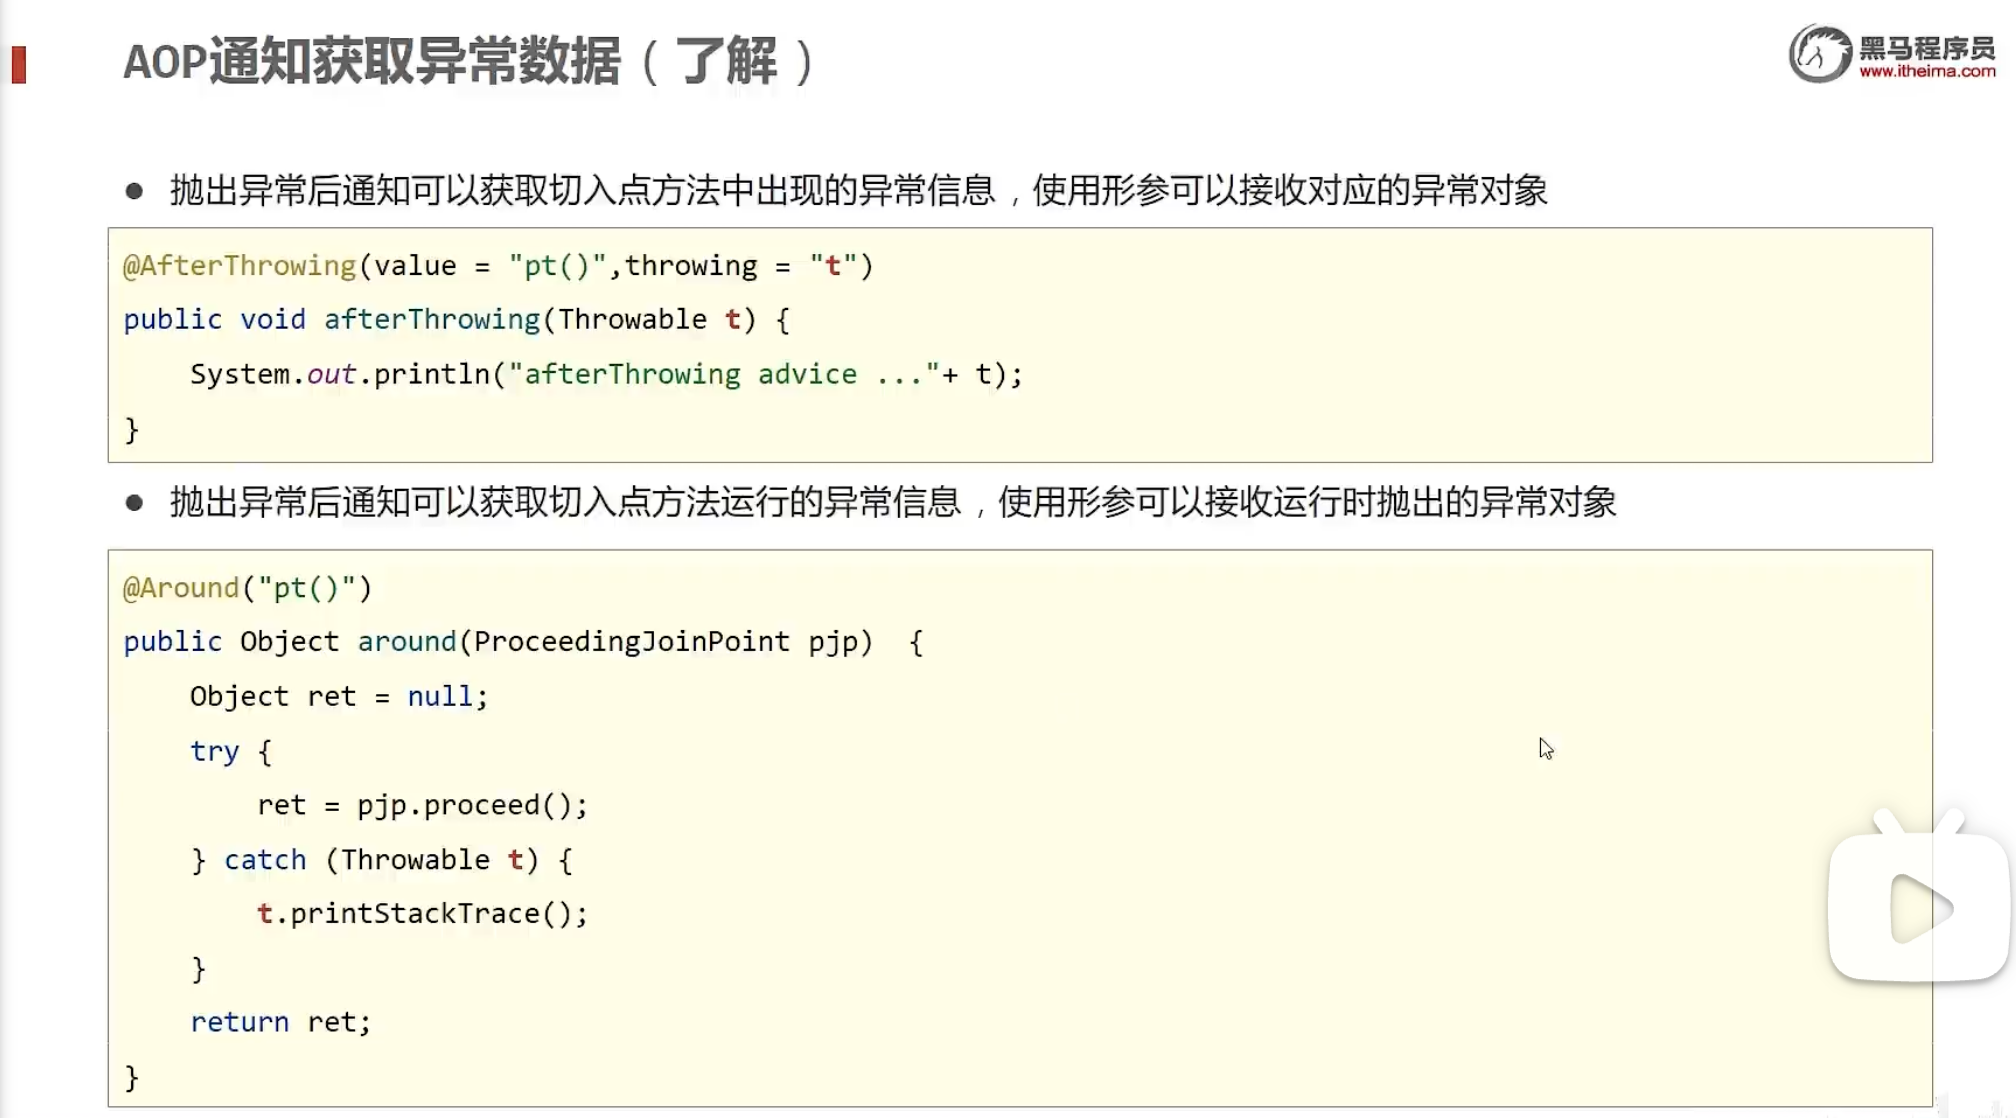 AOP通知获取异常数据（了解）
黑马程序员
www.itheima.com
● 抛出异常后通知可以获取切入点方法中出现的异常信息，使用形参可以接收对应的异常对象
@AfterThrowing(value = "pt()",throwing = "t")
public void afterThrowing(Throwable t) {
    System.out.println("afterThrowing advice ..."+ t);
}
● 抛出异常后通知可以获取切入点方法运行的异常信息，使用形参可以接收运行时抛出的异常对象
@Around("pt()")
public Object around(ProceedingJoinPoint pjp)  {
    Object ret = null;
    try {
        ret = pjp.proceed();
    } catch (Throwable t) {
        t.printStackTrace();
    }
    return ret;
}